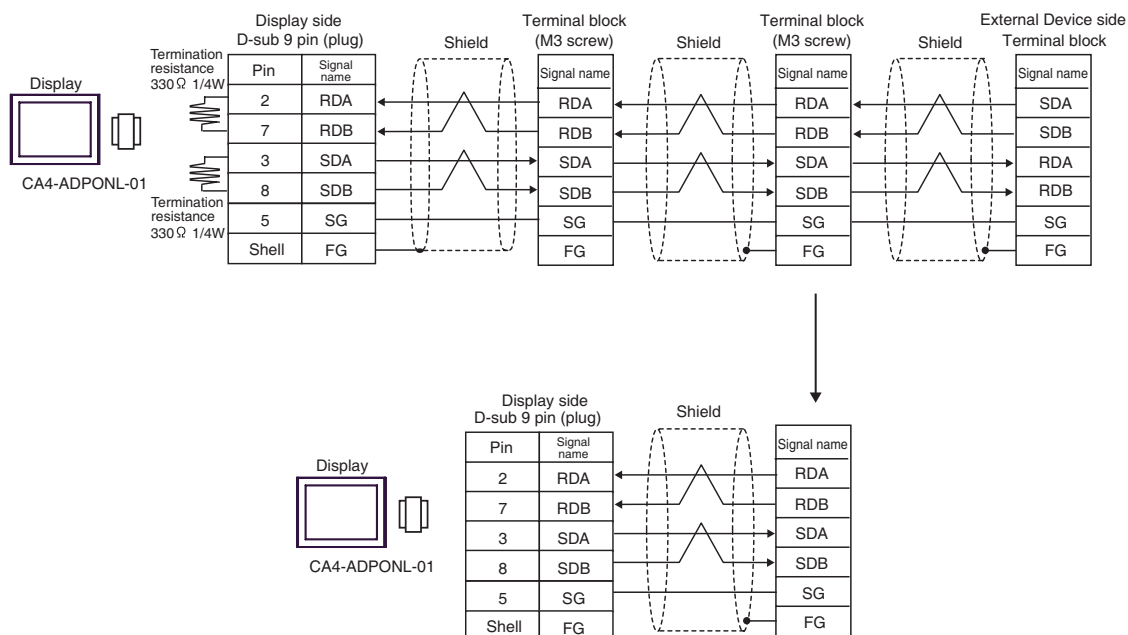 Display side
D-sub 9 pin (plug)
Shield
Terminal block
(M3 screw)
Shield
Terminal block
(M3 screw)
Shield
External Device side
Terminal block
Termination
resistance
330Ω 1/4W
Display
CA4-ADPONL-01
Termination
resistance
330Ω 1/4W
Pin
Signal
name
2
RDA
7
RDB
3
SDA
8
SDB
5
SG
Shell
FG
Signal name
RDA
RDB
SDA
SDB
SG
FG
Signal name
RDA
RDB
SDA
SDB
SG
FG
Signal name
SDA
SDB
RDA
RDB
SG
FG
Display side
D-sub 9 pin (plug)
Shield
Display
CA4-ADPONL-01
Pin
Signal
name
2
RDA
7
RDB
3
SDA
8
SDB
5
SG
Shell
FG
Signal name
RDA
RDB
SDA
SDB
SG
FG